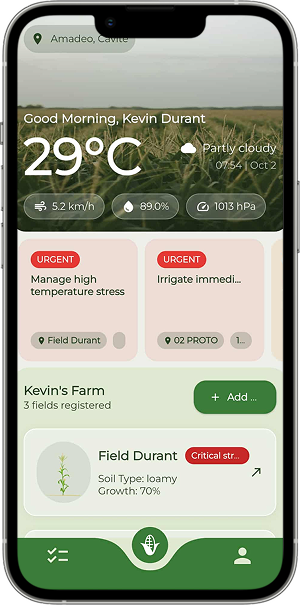 Amadeo, Cavite
Good Morning, Kevin Durant
29°C
Partly cloudy
07:54 | Oct 2
5.2 km/h
89.0%
1013 hPa
URGENT
Manage high
temperature stress
Field Durant
URGENT
Irrigate immedi...
02 PROTO
1...
Kevin's Farm
3 fields registered
+ Add ...
Field Durant
Critical str...
Soil Type: loamy
Growth: 70%